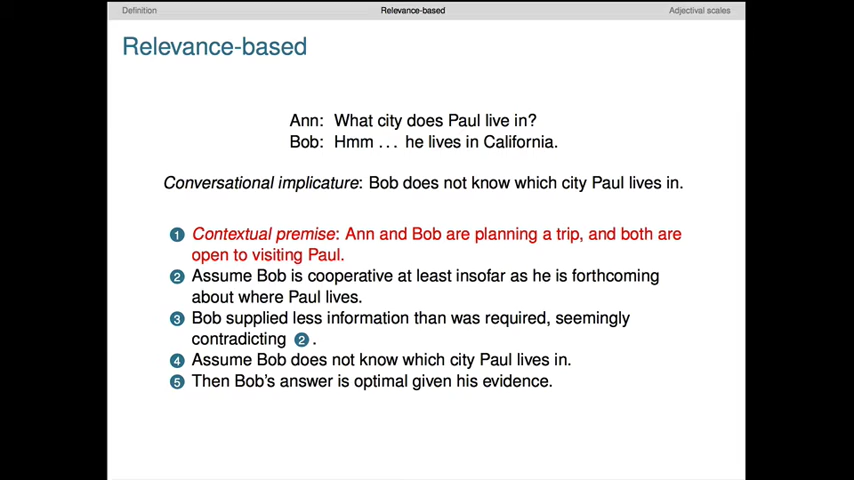 Definition Relevance-based Adjectival scales
Relevance-based
Ann: What city does Paul live in?
Bob: Hmm . . . he lives in California.
Conversational implicature: Bob does not know which city Paul lives in.
1 Contextual premise: Ann and Bob are planning a trip, and both are
open to visiting Paul.
2 Assume Bob is cooperative at least insofar as he is forthcoming
about where Paul lives.
3 Bob supplied less information than was required, seemingly
contradicting 2 .
4 Assume Bob does not know which city Paul lives in.
5 Then Bob's answer is optimal given his evidence.